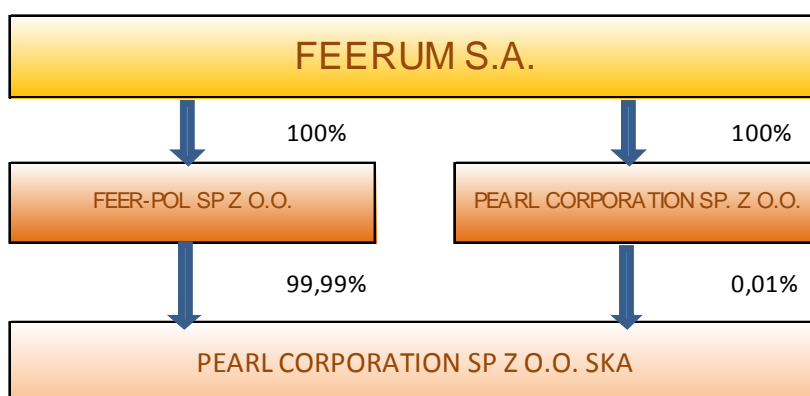 FEERUM S.A.
100%
100%
FEER-POL SP Z O.O.
PEARL CORPORATION SP. Z O.O.
99,99%
0,01%
PEARL CORPORATION SP Z O.O. SKA